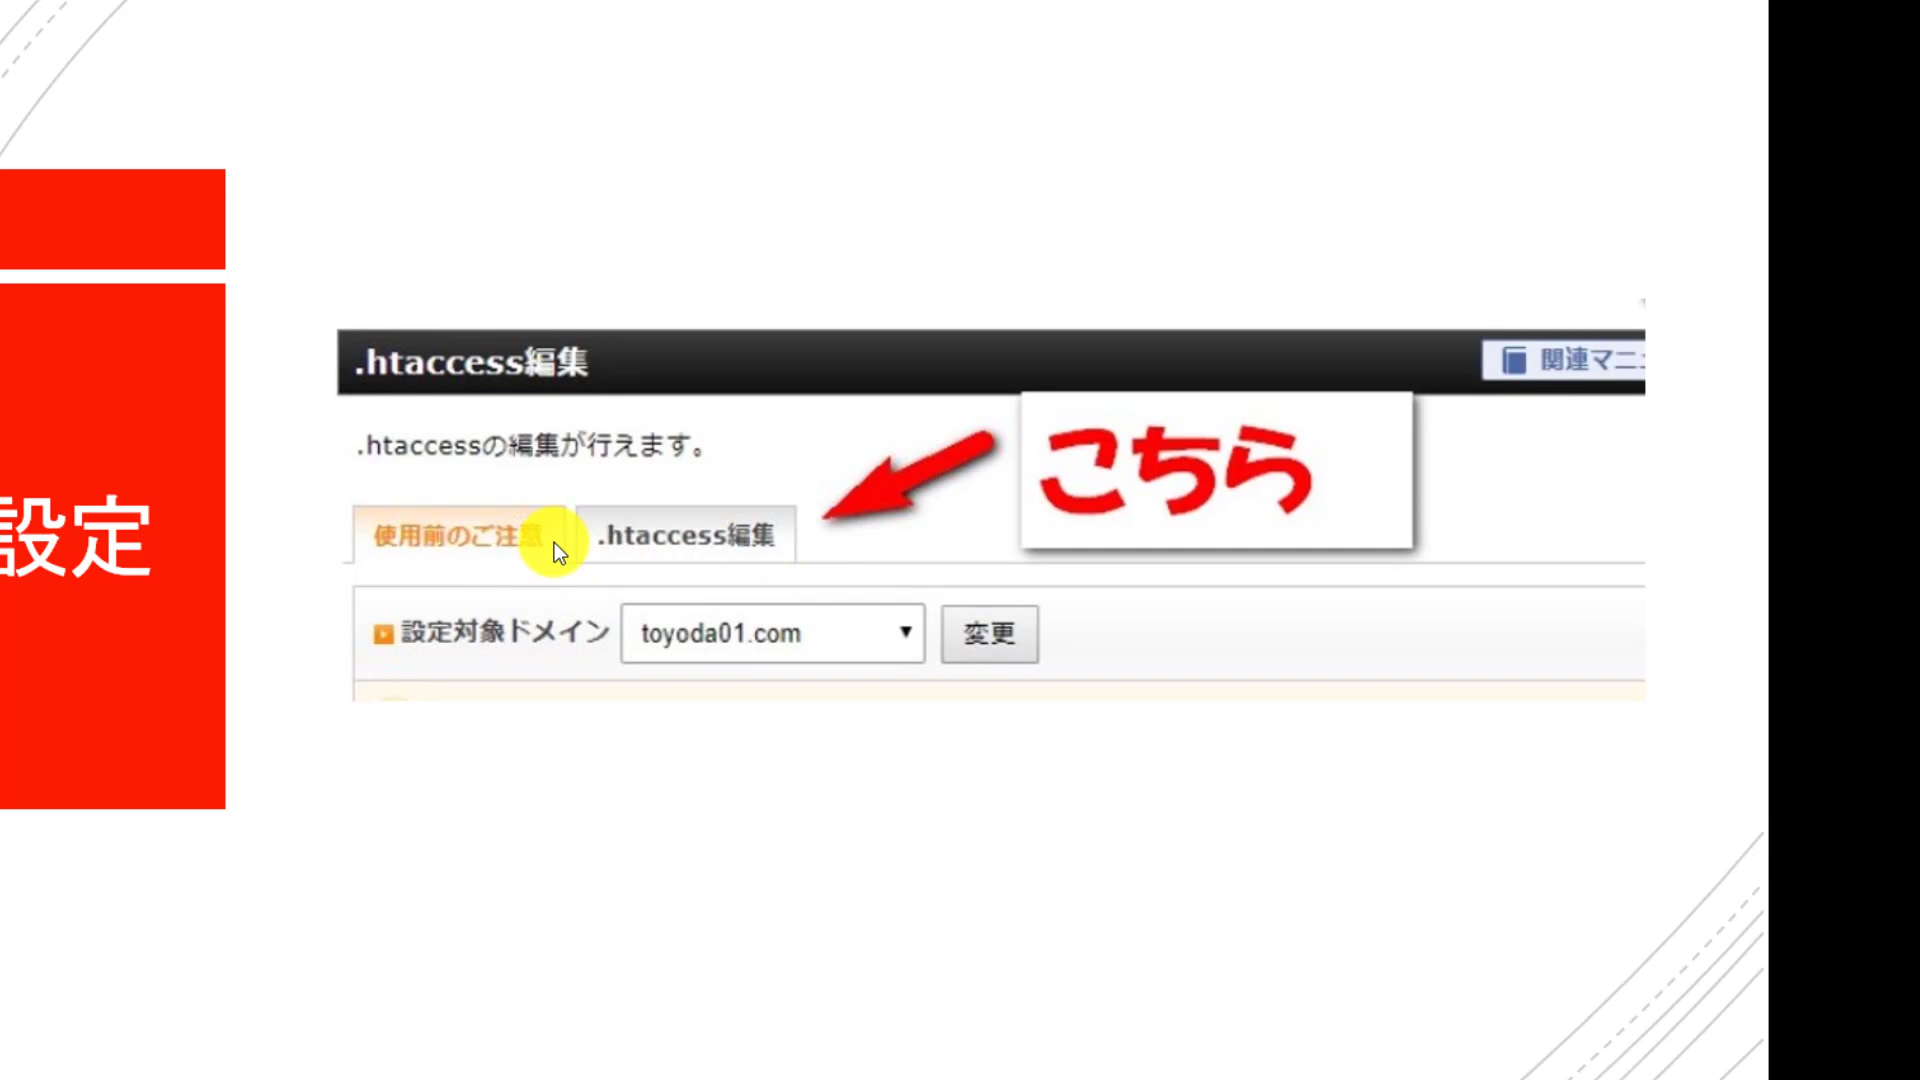 設定
.htaccess編集
関連マニュ
.htaccessの編集が行えます。
こちら
使用前のご注意
.htaccess編集
設定対象ドメイン
toyoda01.com
変更